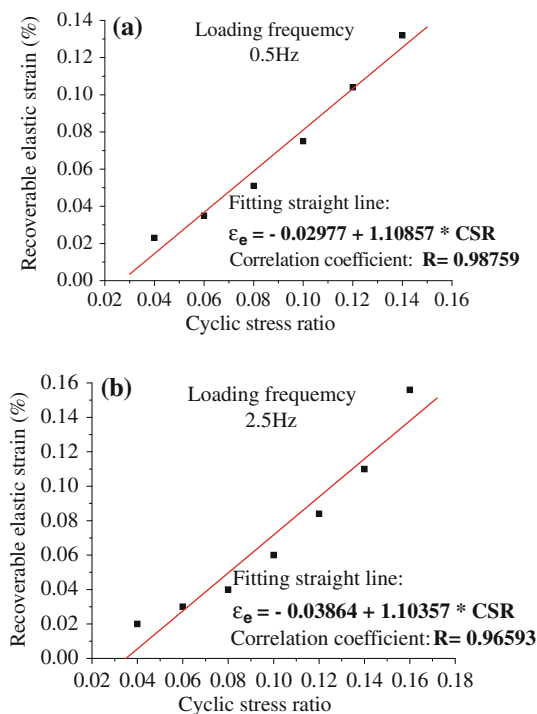 (a)
Loading frequemcy
0.5Hz
Recoverable elastic strain (%)
0.14
0.12
0.10
0.08
0.06
0.04
0.02
0.00
Fitting straight line:
εe = - 0.02977 + 1.10857 * CSR
Correlation coefficient: R= 0.98759
0.02 0.04 0.06 0.08 0.10 0.12 0.14 0.16
Cyclic stress ratio
(b)
Loading frequemcy
2.5Hz
Recoverable elastic strain (%)
0.16
0.14
0.12
0.10
0.08
0.06
0.04
0.02
0.00
Fitting straight line:
εe = - 0.03864 + 1.10357 * CSR
Correlation coefficient: R= 0.96593
0.02 0.04 0.06 0.08 0.10 0.12 0.14 0.16 0.18
Cyclic stress ratio